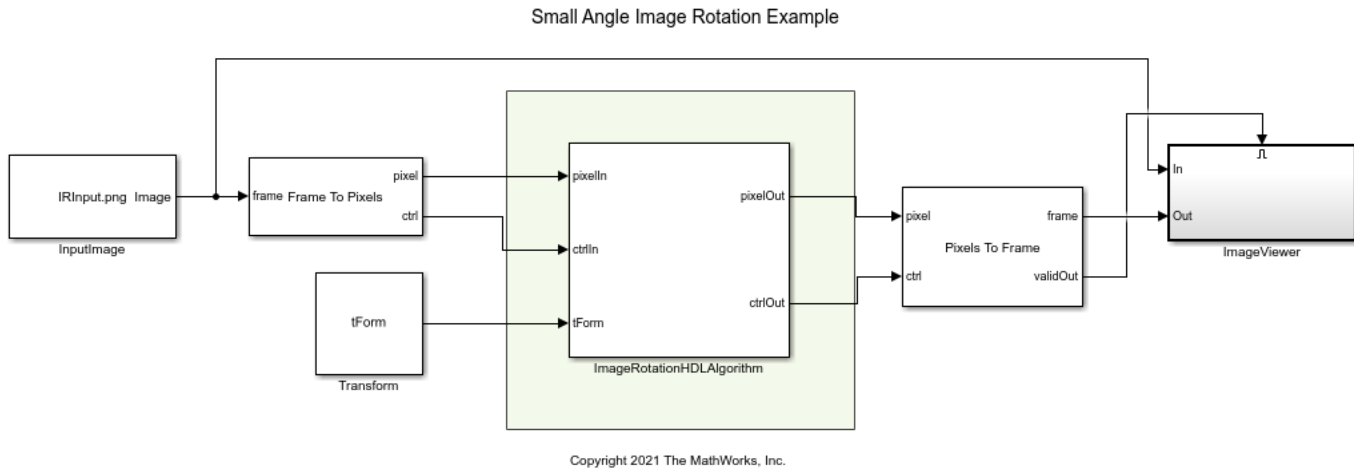 Small Angle Image Rotation Example
IRInput.png Image
InputImage
frame Frame To Pixels
pixel
ctrl
tForm
Transform
pixelIn
ctrlIn
tForm
pixelOut
ctrlOut
ImageRotationHDLAlgorithm
pixel
ctrl
Pixels To Frame
frame
validOut
In
Out
ImageViewer
Copyright 2021 The MathWorks, Inc.